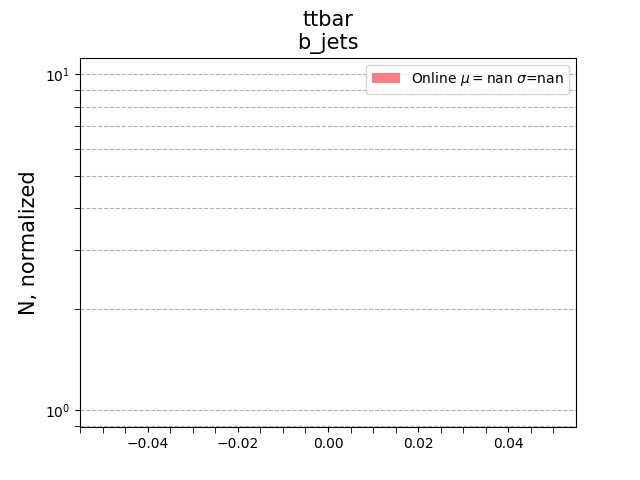 ttbar
b_jets
Online μ = nan σ=nan
N, normalized
10¹
10⁰
−0.04 −0.02 0.00 0.02 0.04